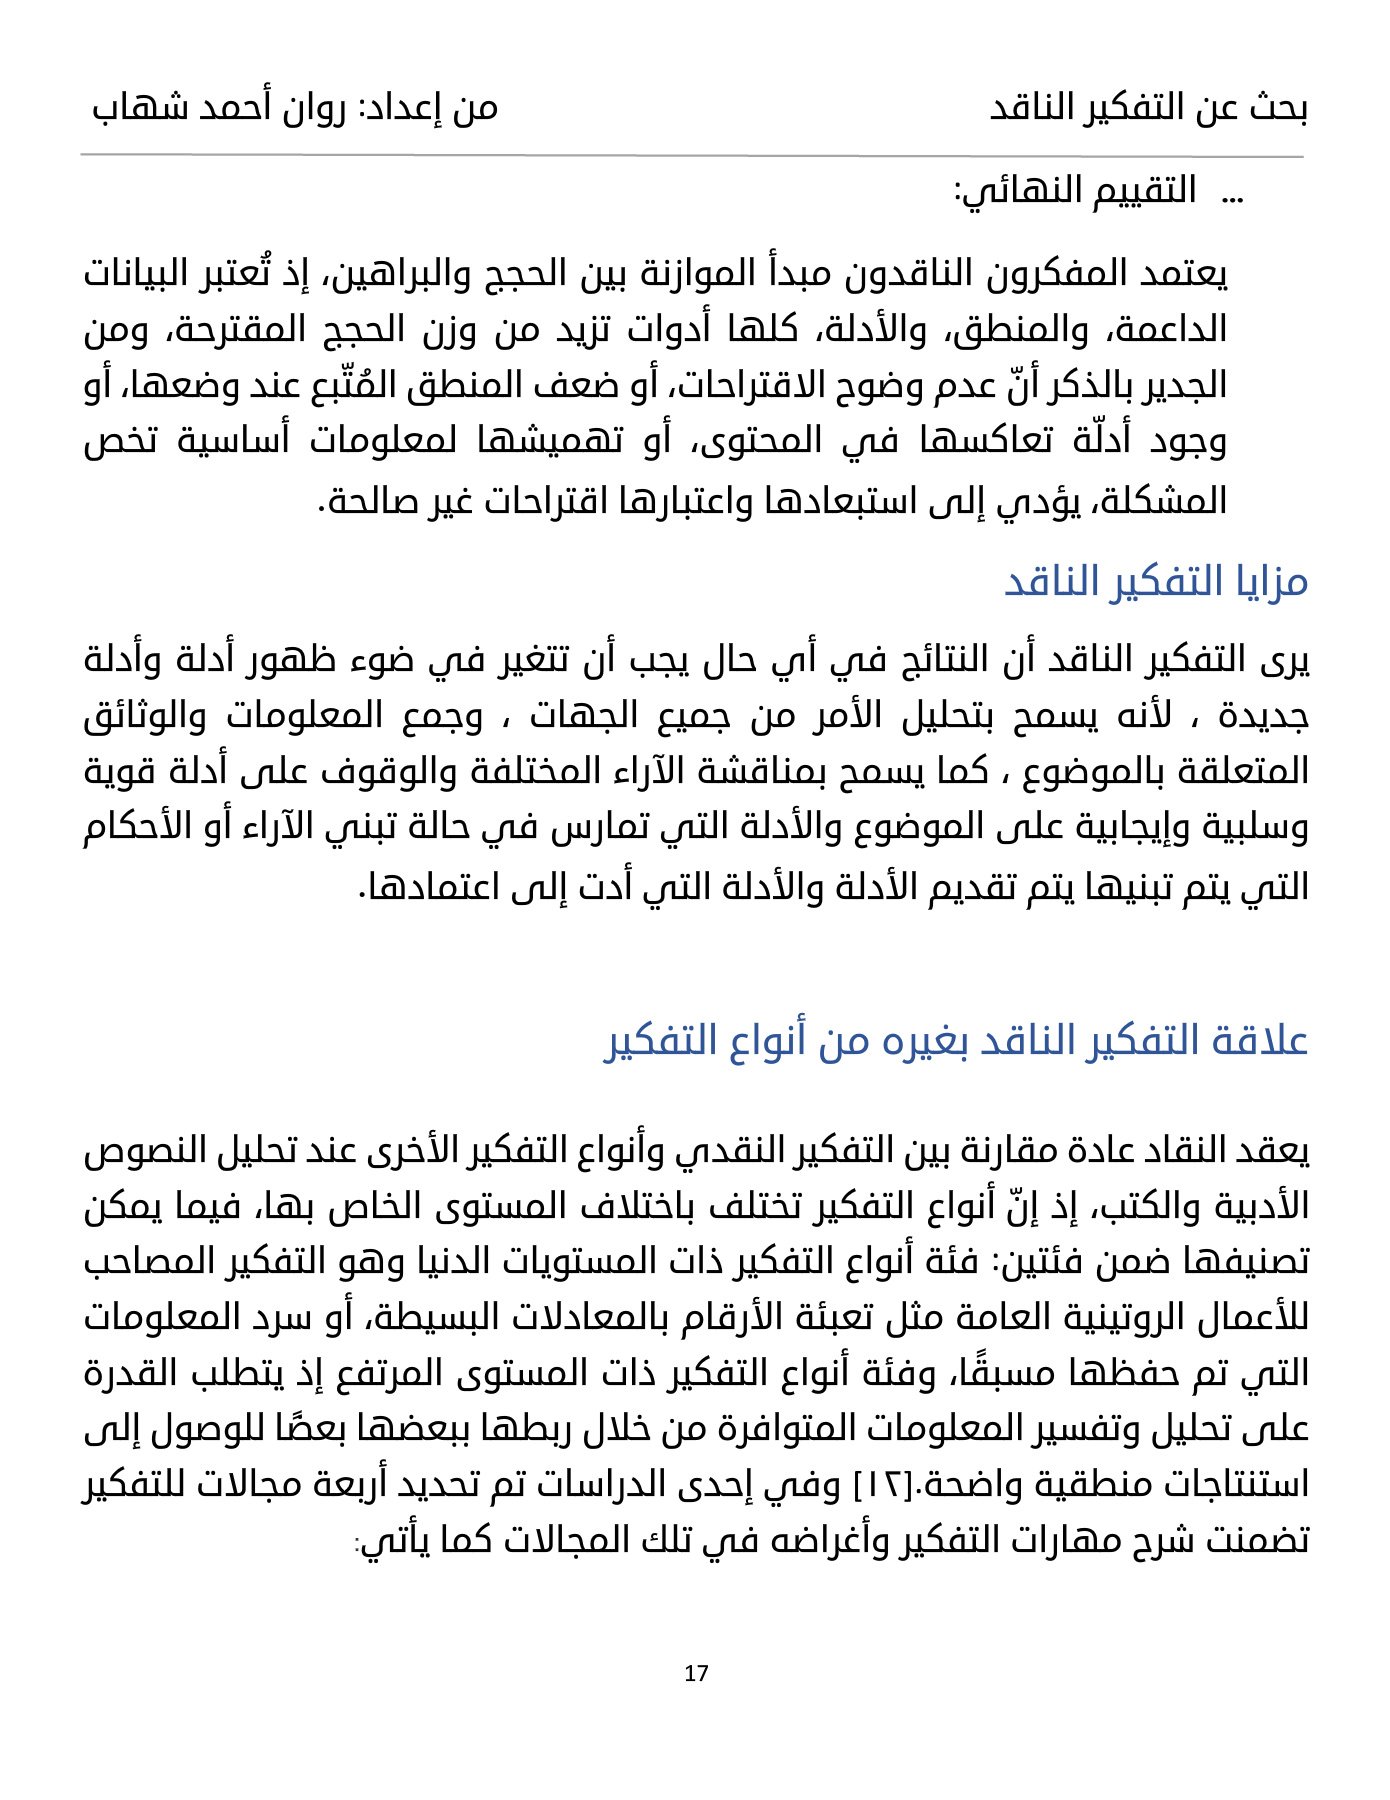 بحث عن التفكير الناقد من إعداد: روان أحمد شهاب
... التقييم النهائي:
يعتمد المفكرون الناقدون مبدأ الموازنة بين الحجج والبراهين، إذ تُعتبر البيانات
الداعمة، والمنطق، والأدلة، كلها أدوات تزيد من وزن الحجج المقترحة، ومن
الجدير بالذكر أنّ عدم وضوح الاقتراحات، أو ضعف المنطق المُتّبع عند وضعها، أو
وجود أدلّة تعاكسها في المحتوى، أو تهميشها لمعلومات أساسية تخص
المشكلة، يؤدي إلى استبعادها واعتبارها اقتراحات غير صالحة.
مزايا التفكير الناقد
يرى التفكير الناقد أن النتائج في أي حال يجب أن تتغير في ضوء ظهور أدلة وأدلة
جديدة ، لأنه يسمح بتحليل الأمر من جميع الجهات ، وجمع المعلومات والوثائق
المتعلقة بالموضوع ، كما يسمح بمناقشة الآراء المختلفة والوقوف على أدلة قوية
وسلبية وإيجابية على الموضوع والأدلة التي تمارس في حالة تبني الآراء أو الأحكام
التي يتم تبنيها يتم تقديم الأدلة والأدلة التي أدت إلى اعتمادها.
علاقة التفكير الناقد بغيره من أنواع التفكير
يعقد النقاد عادة مقارنة بين التفكير النقدي وأنواع التفكير الأخرى عند تحليل النصوص
الأدبية والكتب، إذ إنّ أنواع التفكير تختلف باختلاف المستوى الخاص بها، فيما يمكن
تصنيفها ضمن فئتين: فئة أنواع التفكير ذات المستويات الدنيا وهو التفكير المصاحب
للأعمال الروتينية العامة مثل تعبئة الأرقام بالمعادلات البسيطة، أو سرد المعلومات
التي تم حفظها مسبقًا، وفئة أنواع التفكير ذات المستوى المرتفع إذ يتطلب القدرة
على تحليل وتفسير المعلومات المتوافرة من خلال ربطها ببعضها بعضًا للوصول إلى
استنتاجات منطقية واضحة.[١٢] وفي إحدى الدراسات تم تحديد أربعة مجالات للتفكير
تضمنت شرح مهارات التفكير وأغراضه في تلك المجالات كما يأتي:
17